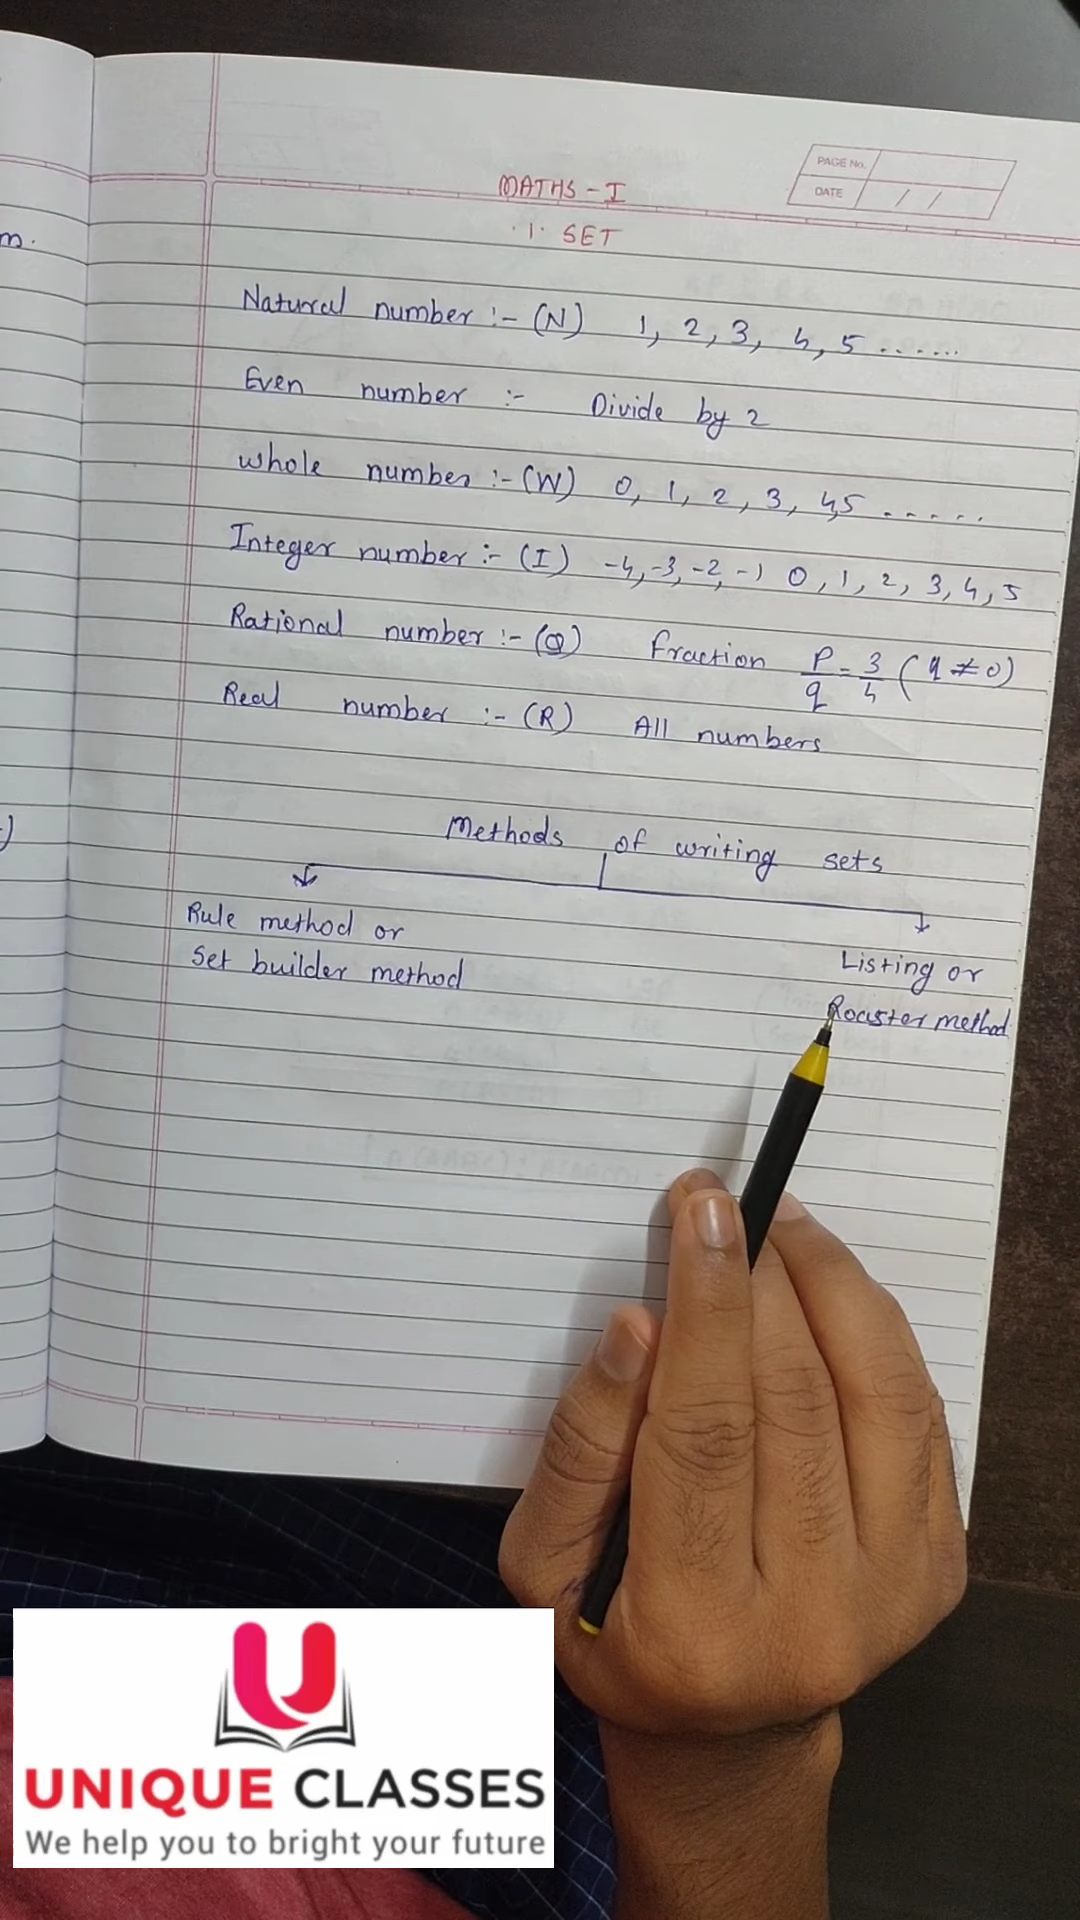 PAGE No.
DATE / /
MATHS - I
.1. SET
m.
Natural number :- (N) 1, 2, 3, 4, 5 ......
Even number :- Divide by 2
Whole number :- (W) 0, 1, 2, 3, 4,5 .....
Integer number :- (I) -4, -3, -2, -1 0, 1, 2, 3, 4, 5
Rational number :- (Q) Fraction P/q = 3/4 (q ≠ 0)
Real number :- (R) All numbers
Methods of writing sets
Rule method or
Set builder method
Listing or
Roaster method
UNIQUE CLASSES
We help you to bright your future